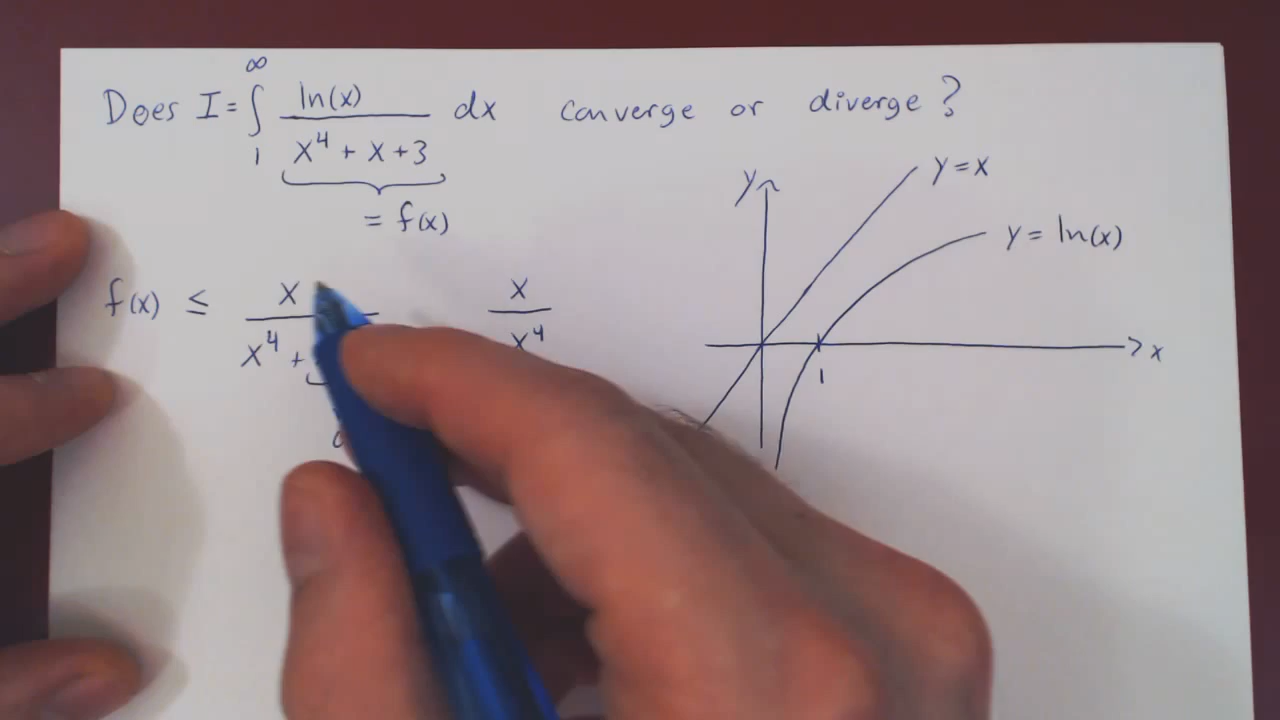 Does I = ∫₁^∞ ln(x) / (x⁴ + x + 3) dx converge or diverge?
= f(x)
f(x) ≤ x / (x⁴ + x / x⁴
y
y = x
y = ln(x)
x
1